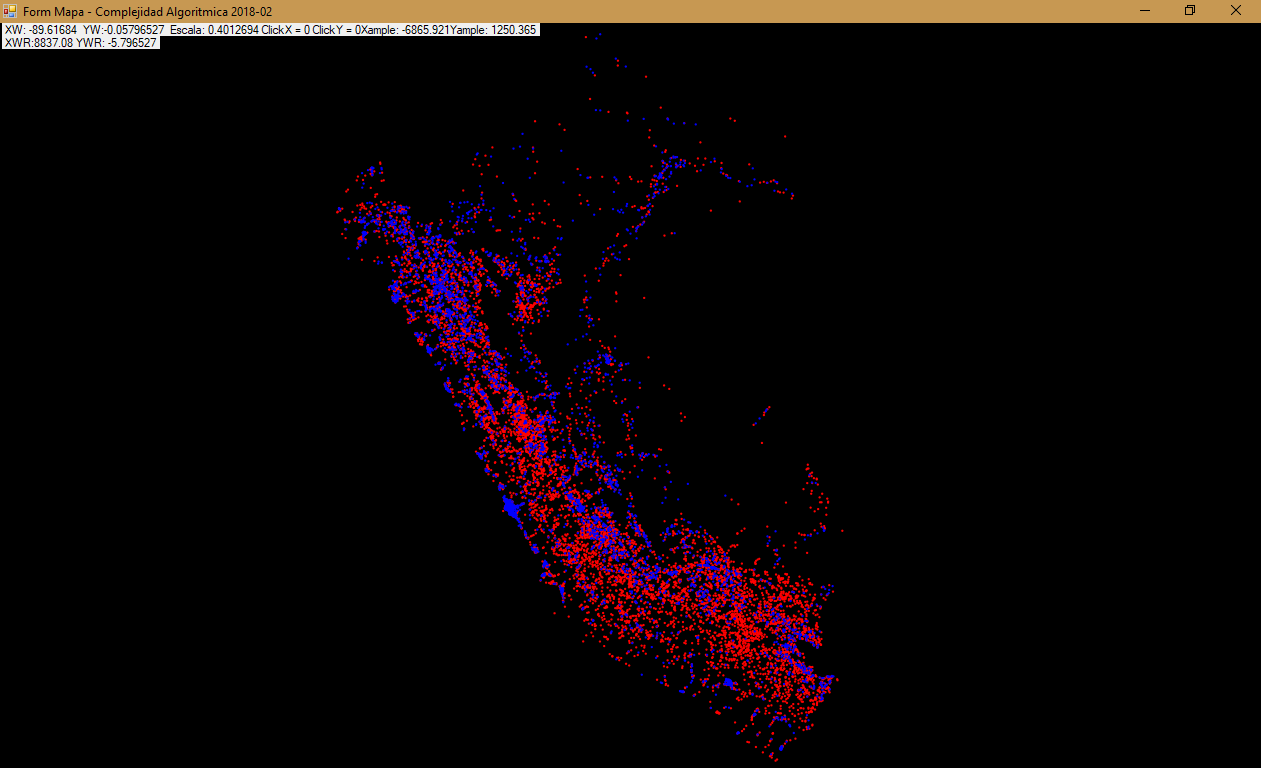 Form Mapa - Complejidad Algoritmica 2018-02
XW: -89.61684 YW:-0.05796527 Escala: 0.4012694 ClickX = 0 ClickY = 0Xample: -6865.921Yample: 1250.365
XWR:8837.08 YWR: -5.796527